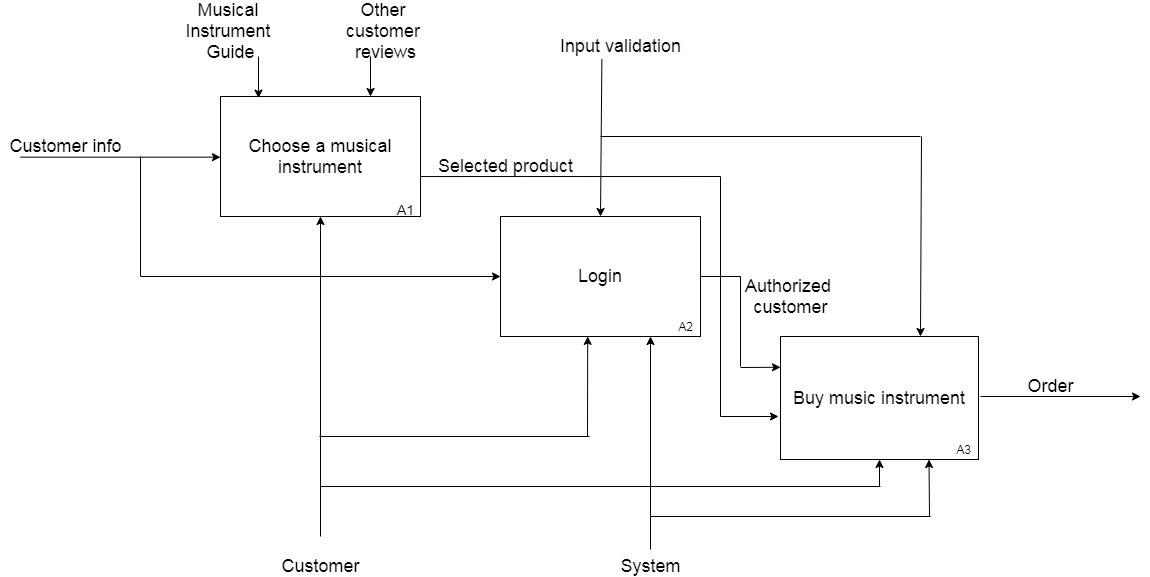 Musical
Instrument
Guide
Other
customer
reviews
Input validation
Customer info
Choose a musical
instrument
A1
Selected product
Login
A2
Authorized
customer
Buy music instrument
A3
Order
Customer
System